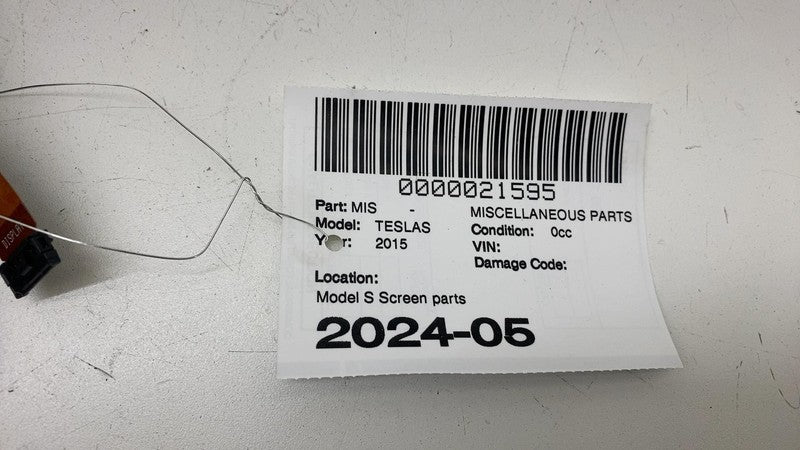 0000021595
Part: MIS - MISCELLANEOUS PARTS
Model: TESLAS Condition: 0cc
Year: 2015 VIN:
Damage Code:
Location:
Model S Screen parts
2024-05